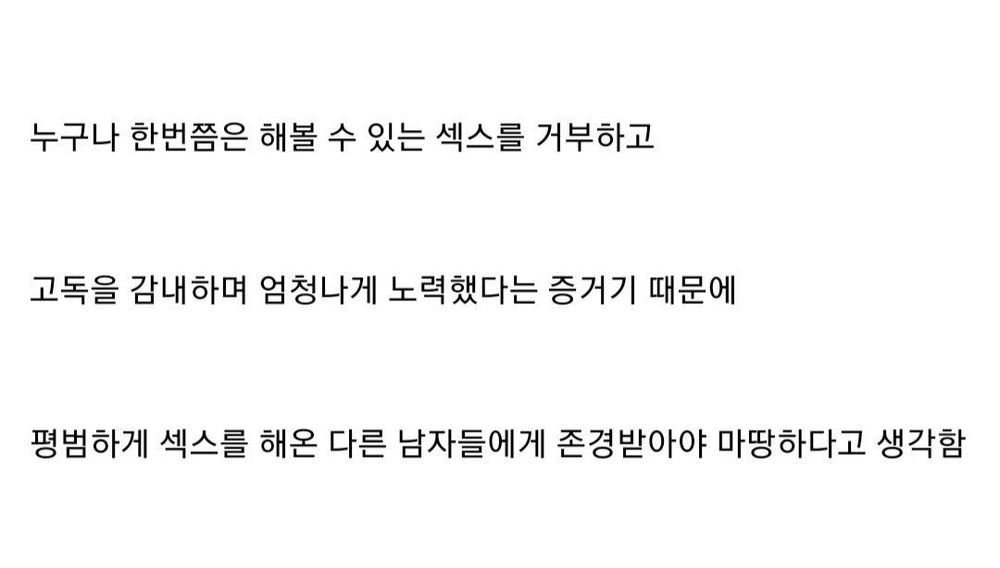 누구나 한번쯤은 해볼 수 있는 섹스를 거부하고
고독을 감내하며 엄청나게 노력했다는 증거기 때문에
평범하게 섹스를 해온 다른 남자들에게 존경받아야 마땅하다고 생각함